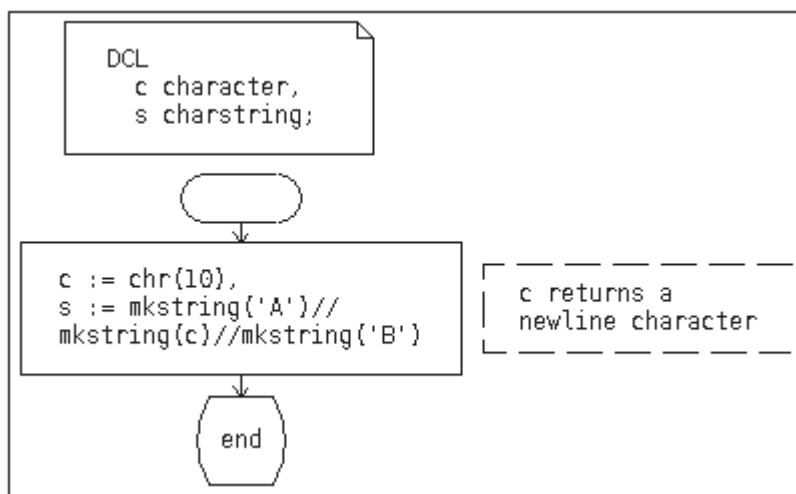 DCL
c character,
s charstring;
c := chr(10),
s := mkstring('A')//
mkstring(c)//mkstring('B')
c returns a
newline character
end